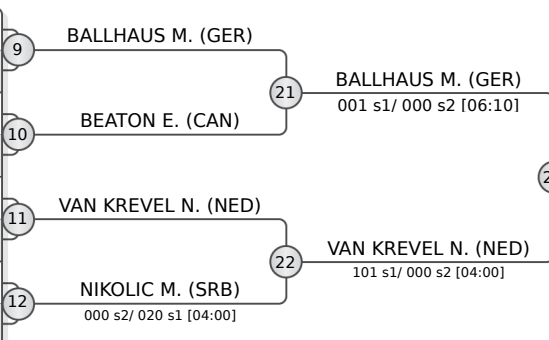 9
BALLHAUS M. (GER)
21
BALLHAUS M. (GER)
001 s1/ 000 s2 [06:10]
10
BEATON E. (CAN)
11
VAN KREVEL N. (NED)
22
VAN KREVEL N. (NED)
101 s1/ 000 s2 [04:00]
12
NIKOLIC M. (SRB)
000 s2/ 020 s1 [04:00]